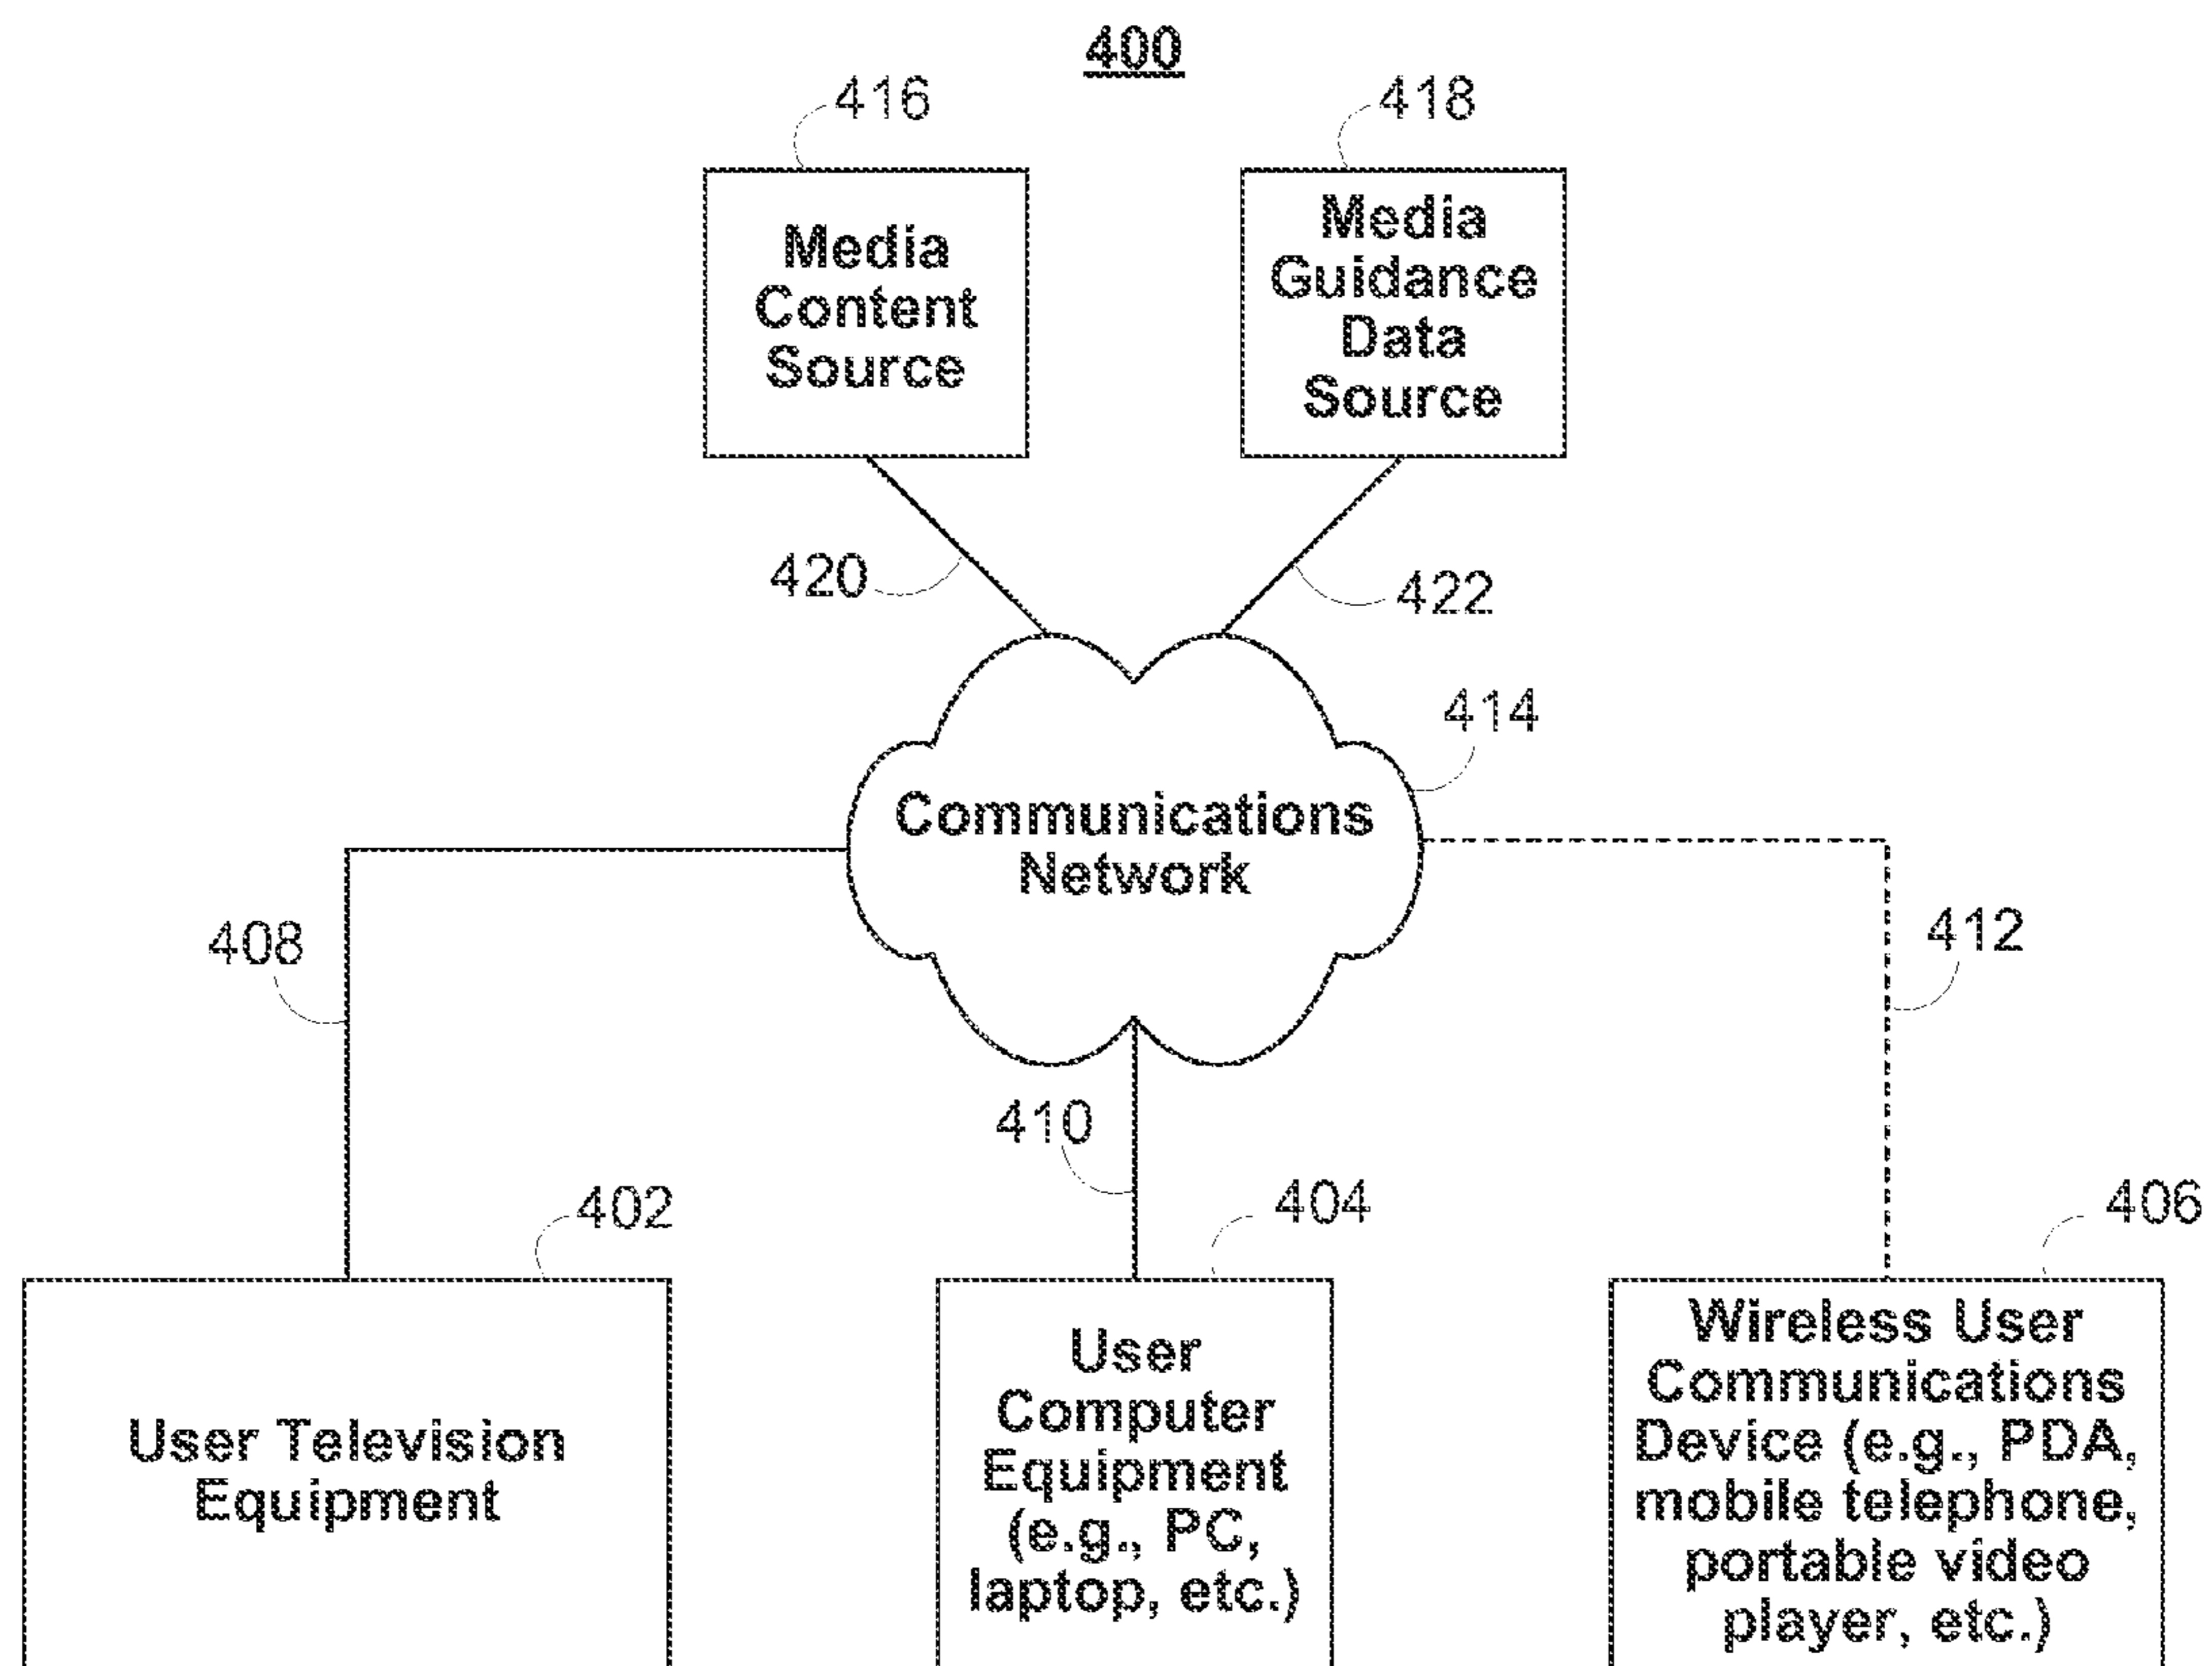 400
416
418
Media
Content
Source
Media
Guidance
Data
Source
420
422
414
Communications
Network
408
412
410
402
404
406
User Television
Equipment
User
Computer
Equipment
(e.g., PC,
laptop, etc.)
Wireless User
Communications
Device (e.g., PDA,
mobile telephone,
portable video
player, etc.)